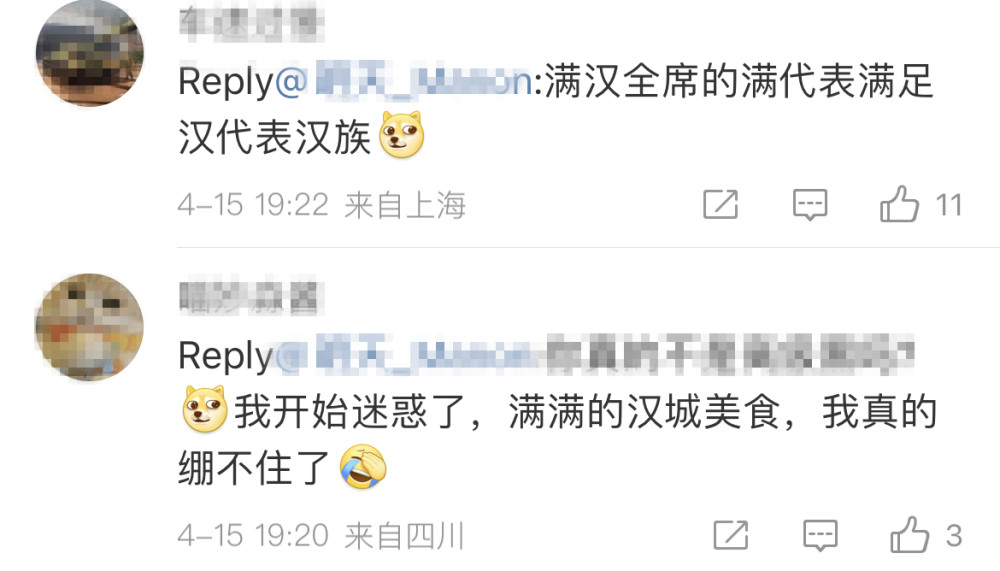 Reply@
:满汉全席的满代表满足
汉代表汉族
4–15 19:22 来自上海
11
Reply
我开始迷惑了，满满的汉城美食，我真的
绷不住了
4–15 19:20 来自四川
3